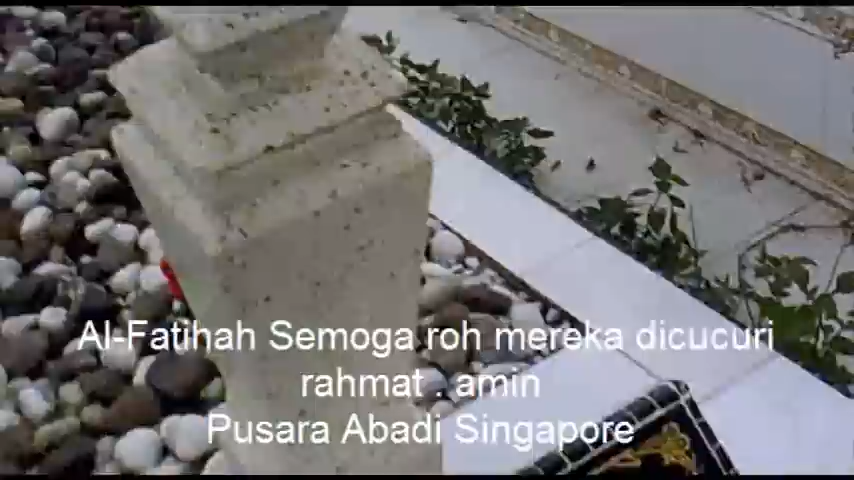 Al-Fatihah Semoga roh mereka dicucuri
rahmat . amin
Pusara Abadi Singapore